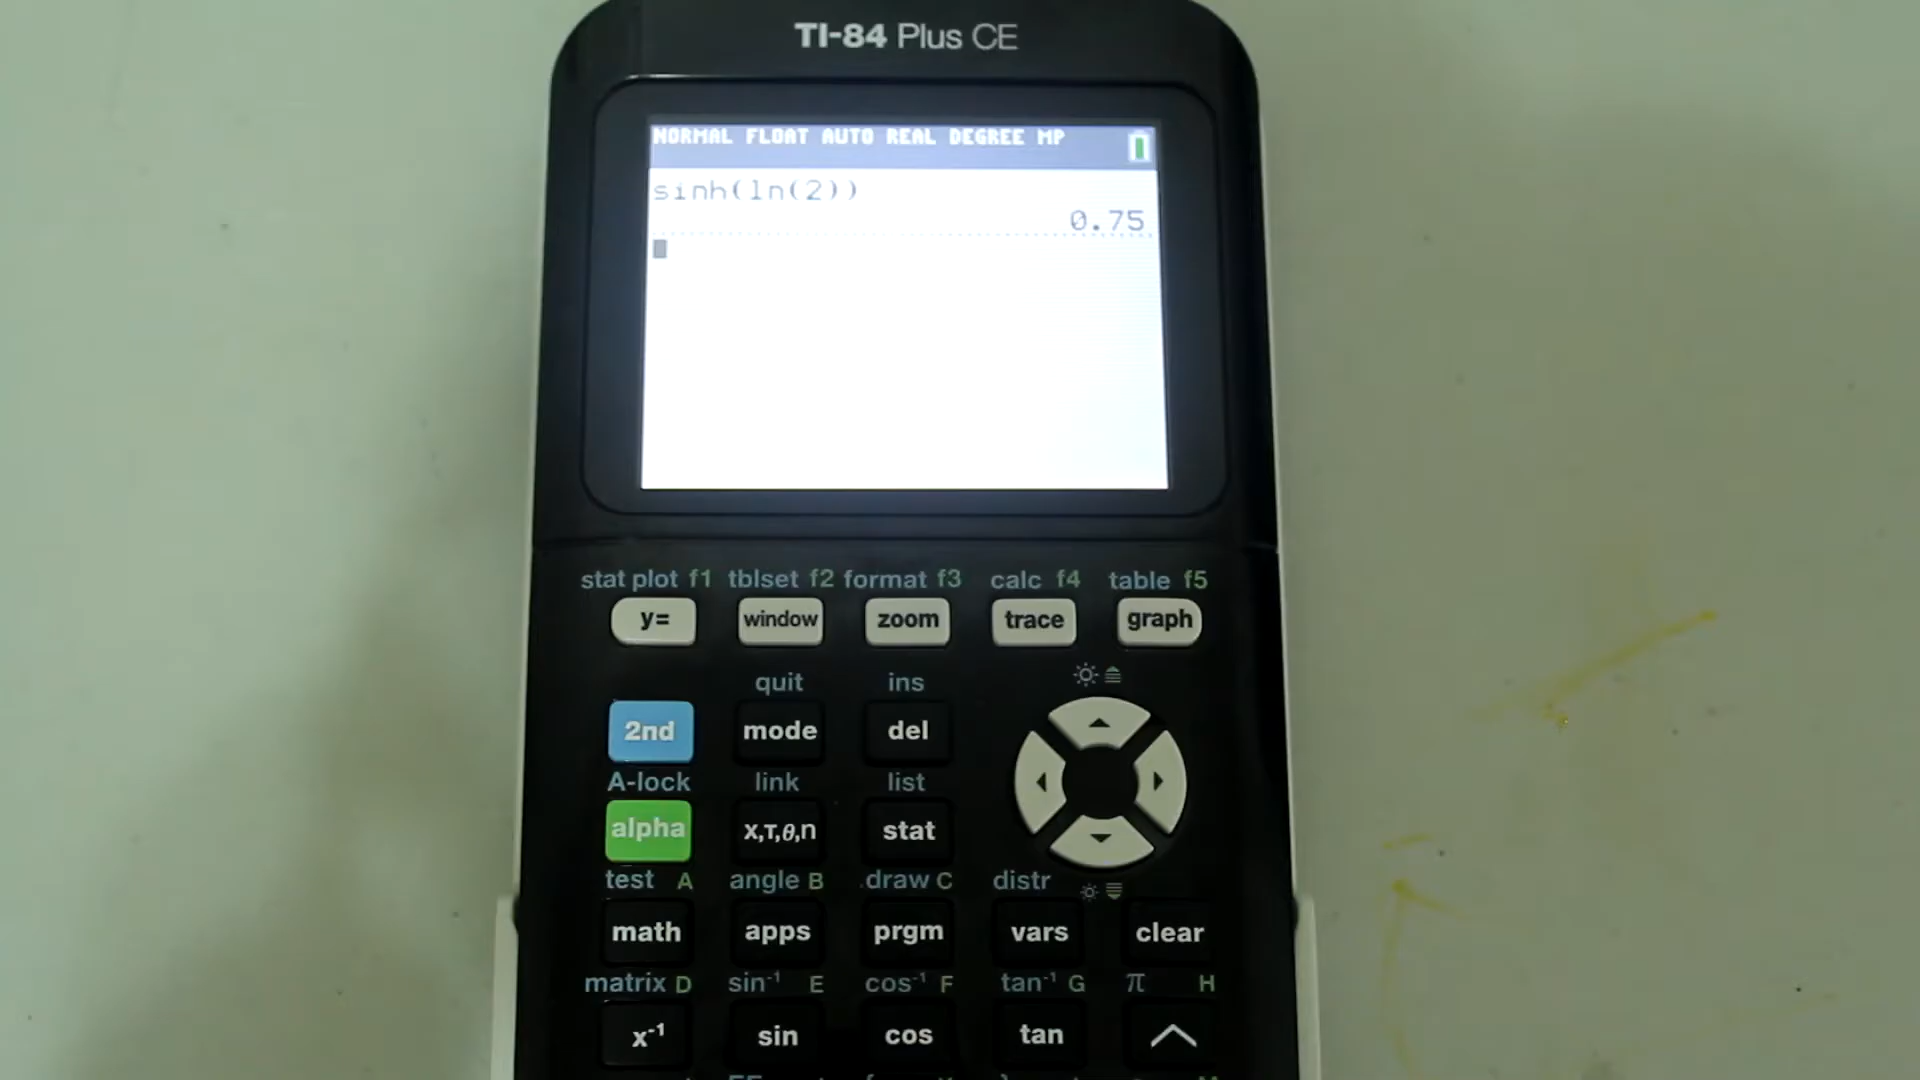 TI-84 Plus CE
NORMAL FLOAT AUTO REAL DEGREE MP
sinh(ln(2))
0.75
stat plot f1 tblset f2 format f3 calc f4 table f5
y= window zoom trace graph
quit ins
2nd mode del
A-lock link list
alpha X,T,θ,n stat
test A angle B draw C distr
math apps prgm vars clear
matrix D sin⁻¹ E cos⁻¹ F tan⁻¹ G π H
x⁻¹ sin cos tan ^